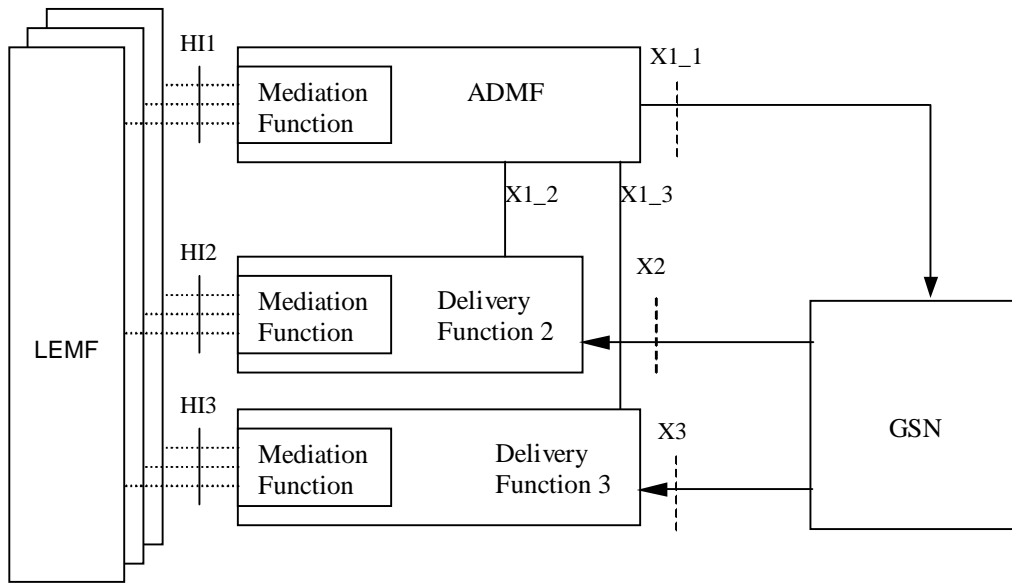 HI1
X1_1
Mediation
Function
ADMF
X1_2
X1_3
HI2
X2
Mediation
Function
Delivery
Function 2
LEMF
HI3
X3
GSN
Mediation
Function
Delivery
Function 3